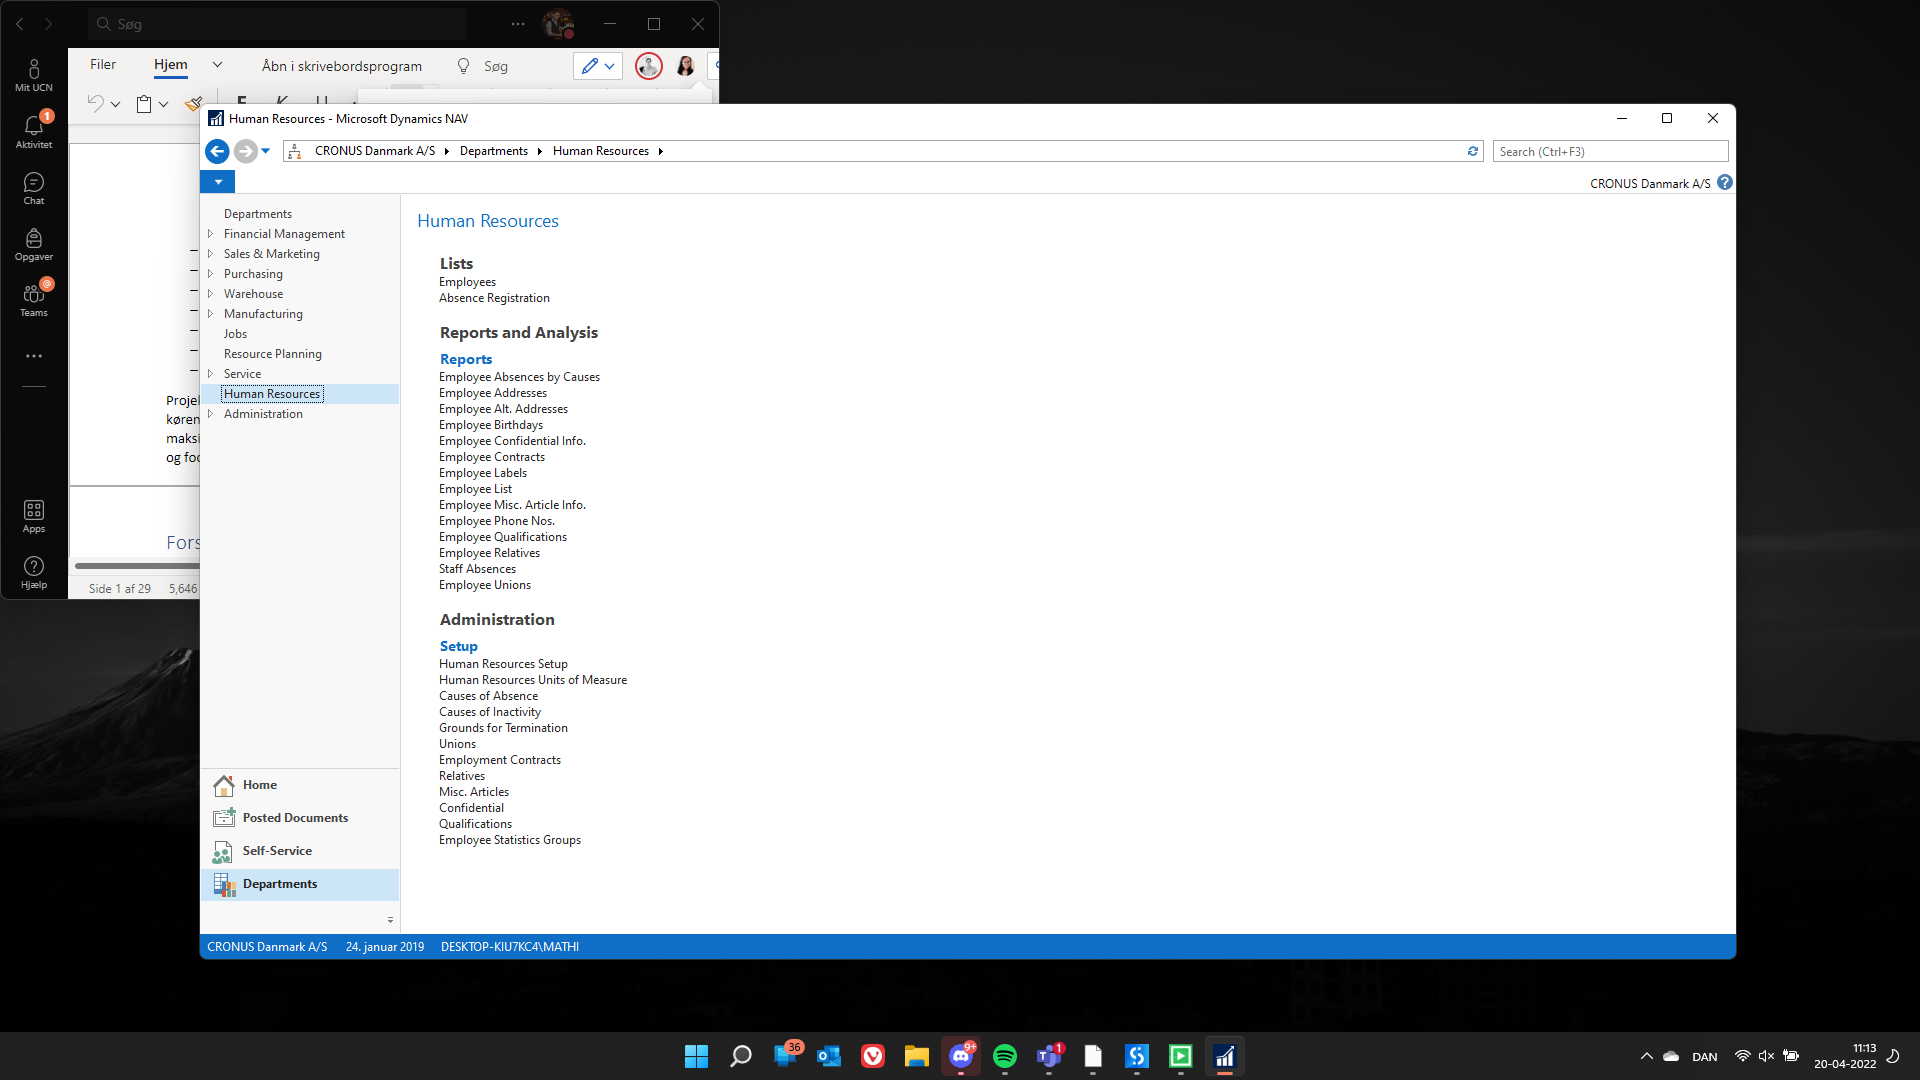 Søg
Mit UCN
1
Aktivitet
Chat
Opgaver
@
Teams
Apps
Hjælp
Filer
Hjem
Åbn i skrivebordsprogram
Søg
Projel
køren
maksi
og foc
Fors
Side 1 af 29
5,646
Human Resources - Microsoft Dynamics NAV
CRONUS Danmark A/S
Departments
Human Resources
Search (Ctrl+F3)
CRONUS Danmark A/S
Departments
Financial Management
Sales & Marketing
Purchasing
Warehouse
Manufacturing
Jobs
Resource Planning
Service
Human Resources
Administration
Home
Posted Documents
Self-Service
Departments
Human Resources
Lists
Employees
Absence Registration
Reports and Analysis
Reports
Employee Absences by Causes
Employee Addresses
Employee Alt. Addresses
Employee Birthdays
Employee Confidential Info.
Employee Contracts
Employee Labels
Employee List
Employee Misc. Article Info.
Employee Phone Nos.
Employee Qualifications
Employee Relatives
Staff Absences
Employee Unions
Administration
Setup
Human Resources Setup
Human Resources Units of Measure
Causes of Absence
Causes of Inactivity
Grounds for Termination
Unions
Employment Contracts
Relatives
Misc. Articles
Confidential
Qualifications
Employee Statistics Groups
CRONUS Danmark A/S
24. januar 2019
DESKTOP-KIU7KC4\MATHI
36
9+
1
DAN
11:13
20-04-2022